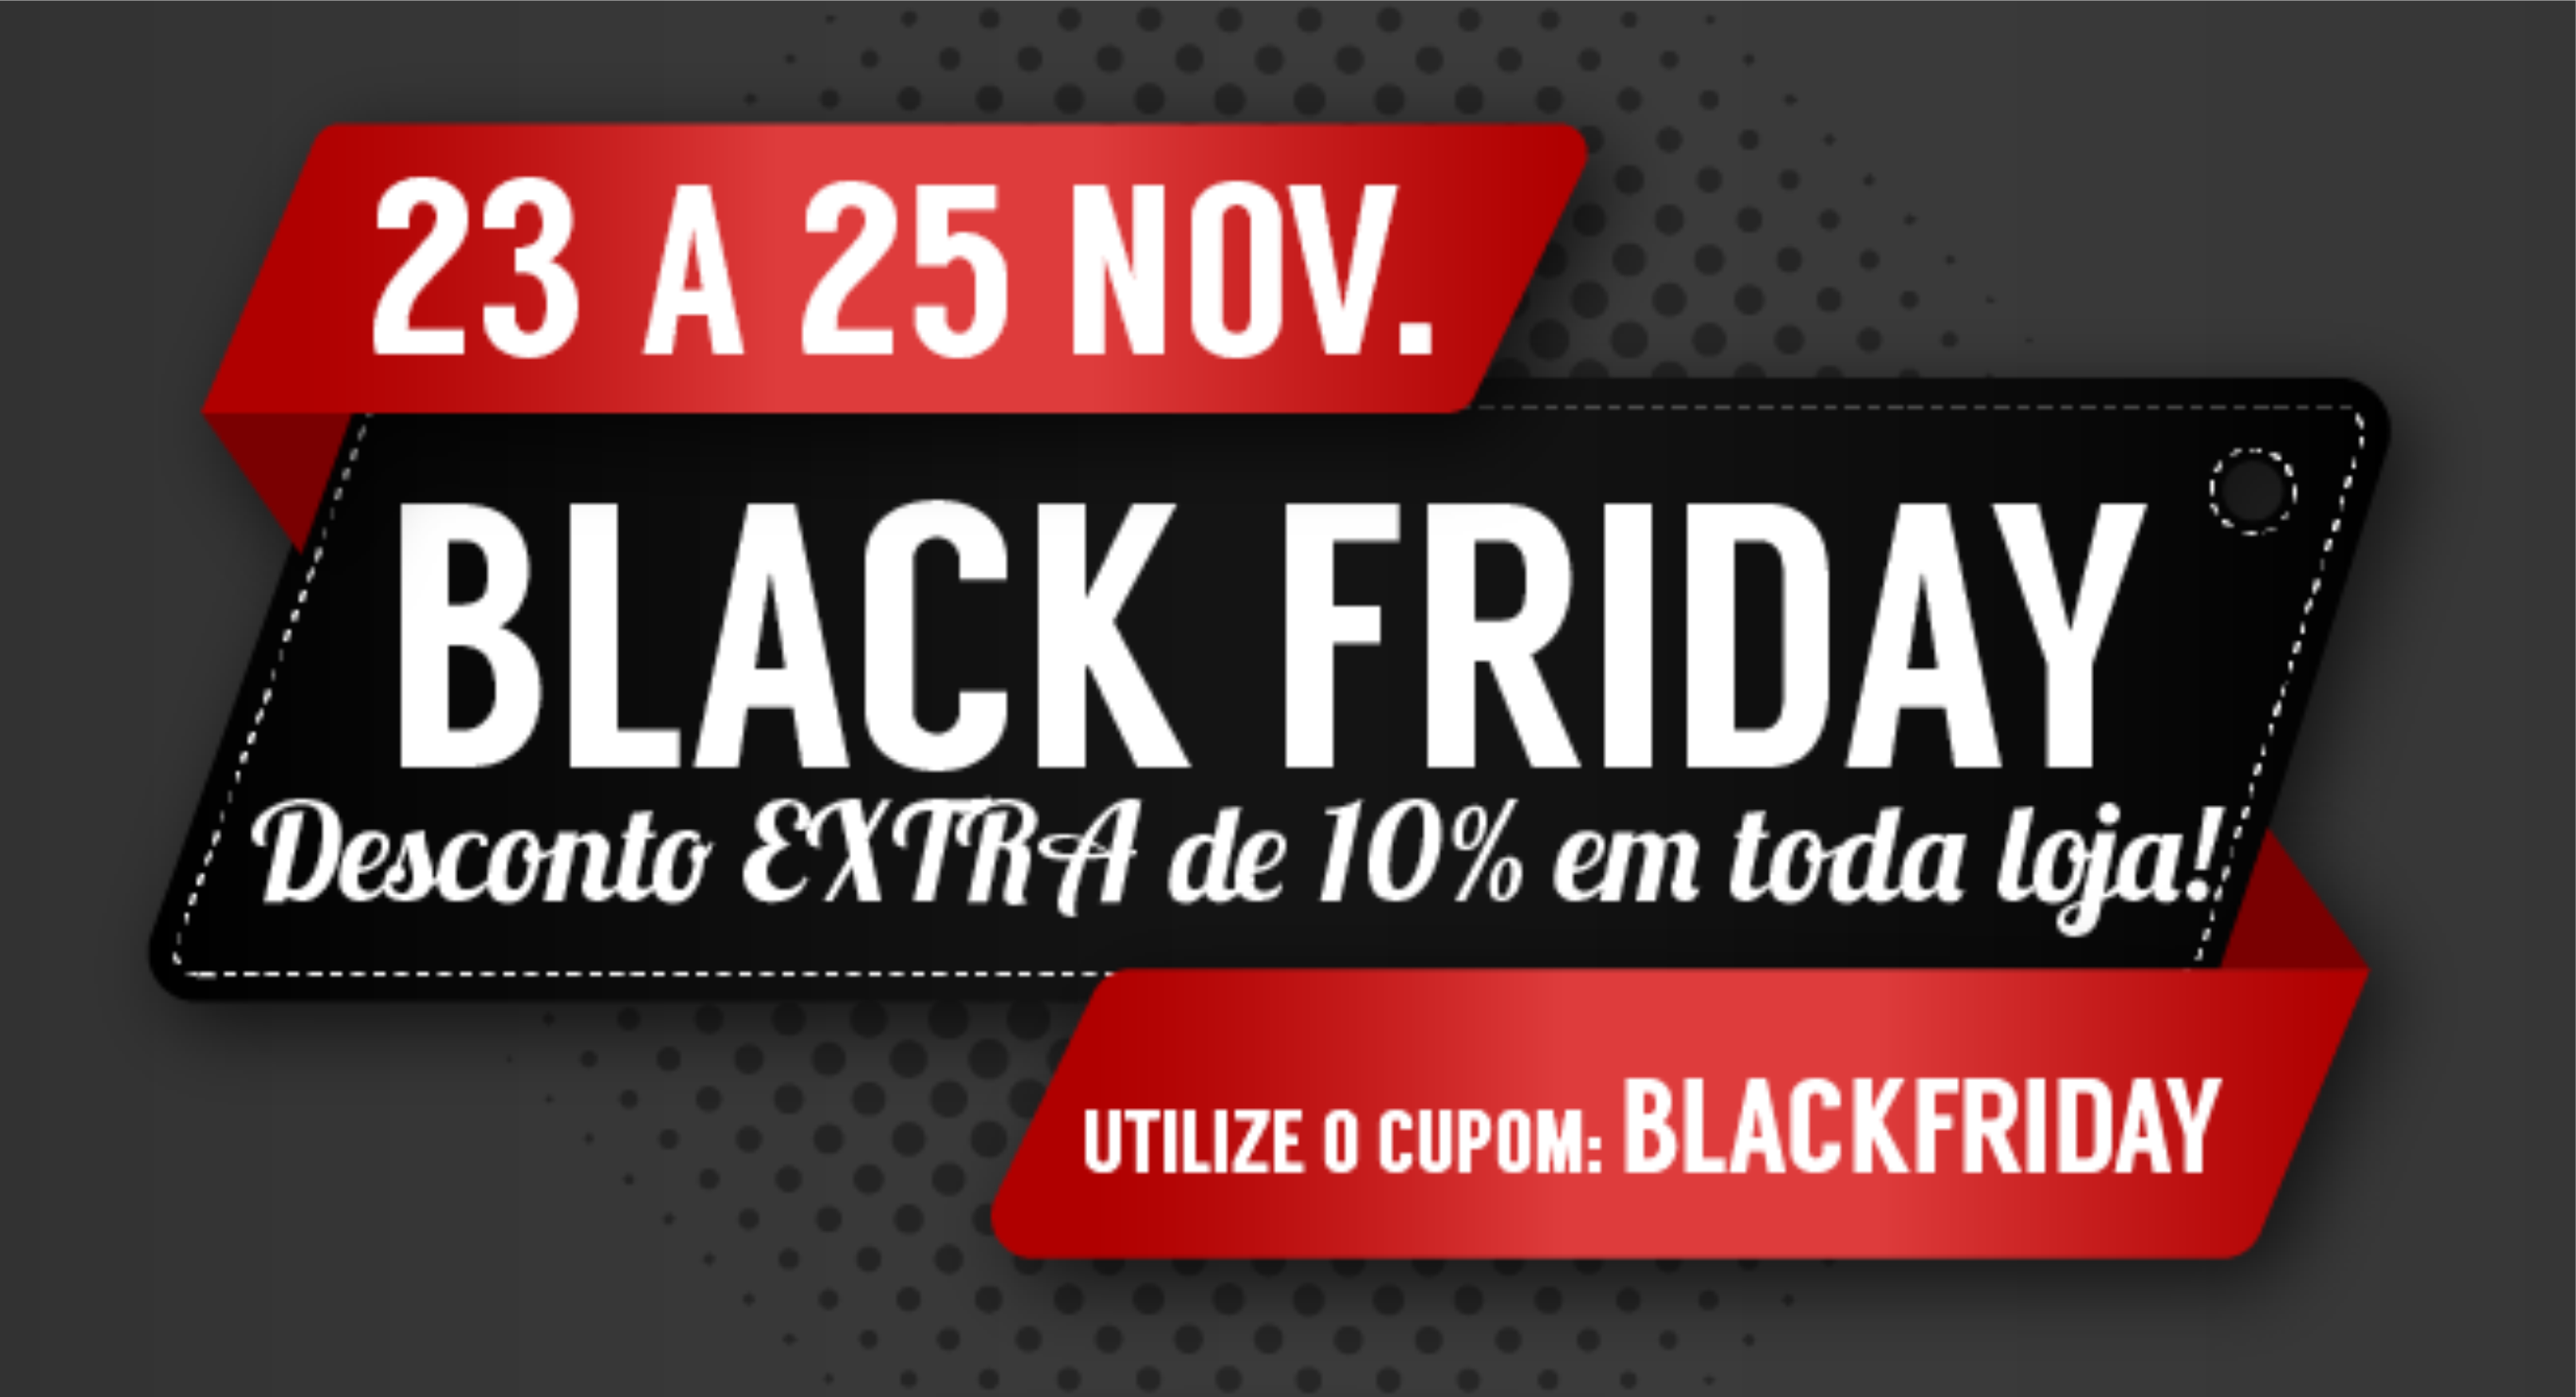 23 A 25 NOV.
BLACK FRIDAY
Desconto EXTRA de 10% em toda loja!
UTILIZE O CUPOM: BLACKFRIDAY